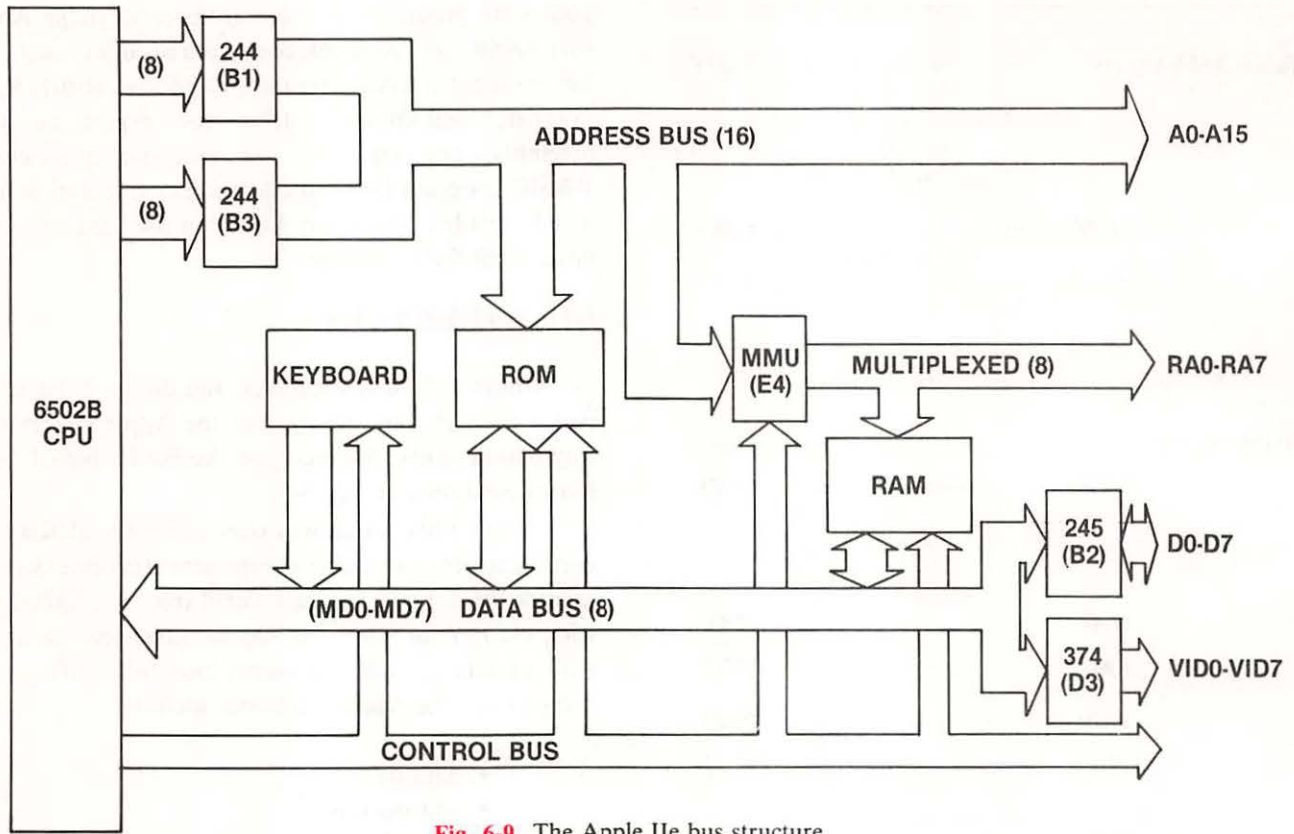 (8)
244
(B1)
ADDRESS BUS (16)
A0-A15
(8)
244
(B3)
6502B
CPU
KEYBOARD
ROM
MMU
(E4)
MULTIPLEXED (8)
RA0-RA7
RAM
245
(B2)
D0-D7
(MD0-MD7) DATA BUS (8)
374
(D3)
VID0-VID7
CONTROL BUS
Fig. 6-9. The Apple IIe bus structure.